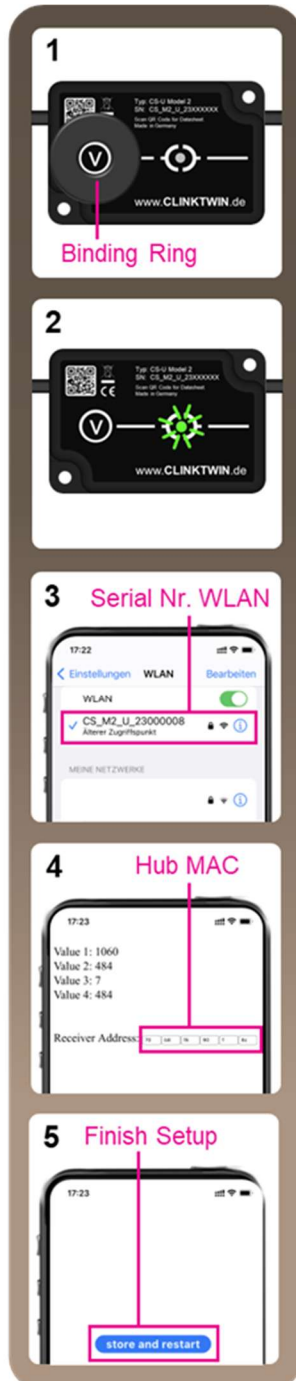 1
Typ: CS-U Model 2
SN: CS_M2_U_23XXXXXX
Scan QR Code for Datasheet
Made in Germany
V
www.CLINKTWIN.de
Binding Ring
2
Typ: CS-U Model 2
SN: CS_M2_U_23XXXXXX
Scan QR Code for Datasheet
Made in Germany
CE
V
www.CLINKTWIN.de
3 Serial Nr. WLAN
17:22
Einstellungen WLAN Bearbeiten
WLAN
CS_M2_U_23000008
Älterer Zugriffspunkt
MEINE NETZWERKE
4 Hub MAC
17:23
Value 1: 1060
Value 2: 484
Value 3: 7
Value 4: 484
Receiver Address:
5 Finish Setup
17:23
store and restart